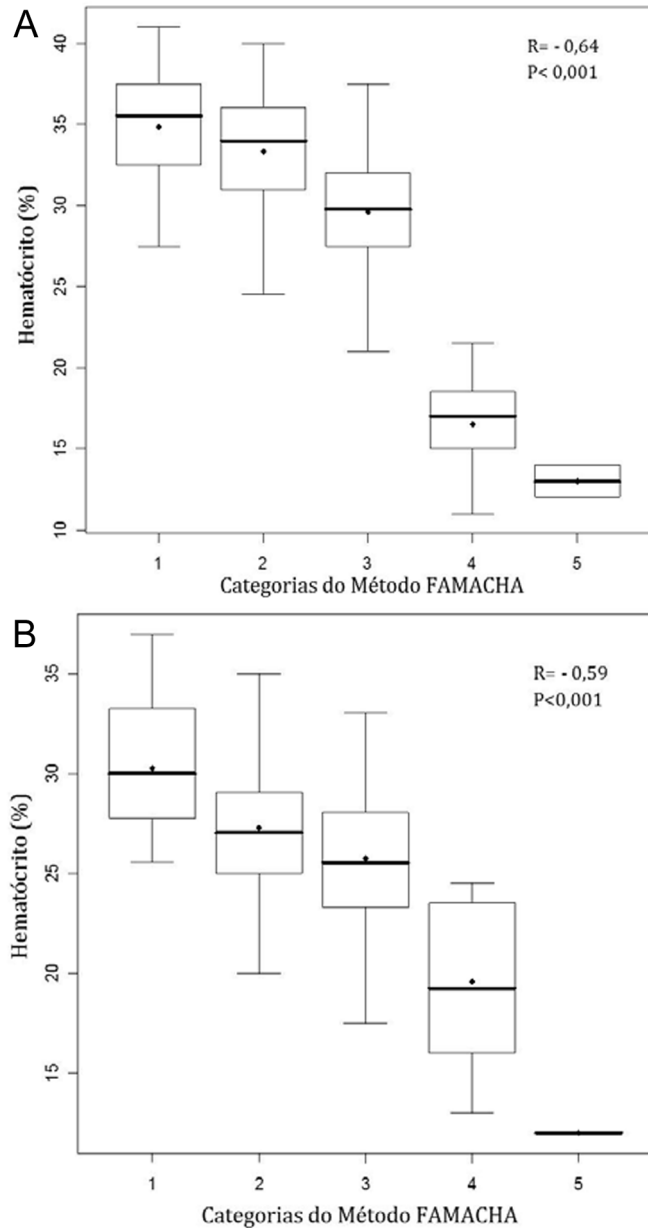 A
R= - 0,64
P< 0,001
40
35
30
25
20
15
10
Hematócrito (%)
1 2 3 4 5
Categorias do Método FAMACHA
B
R= - 0,59
P<0,001
35
30
25
20
15
Hematócrito (%)
1 2 3 4 5
Categorias do Método FAMACHA